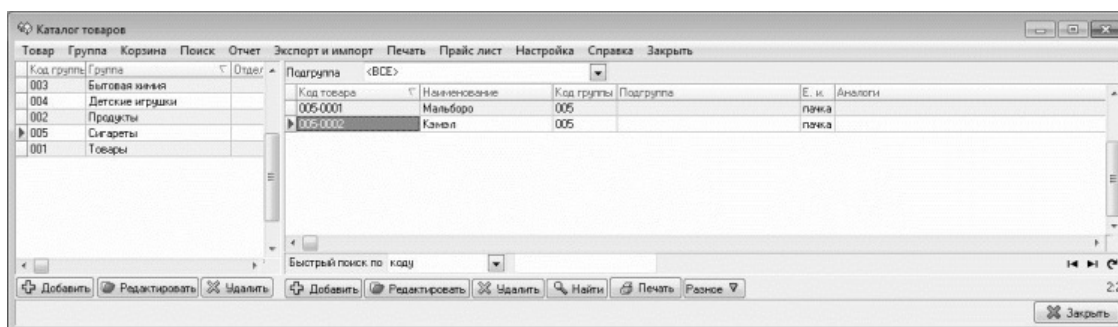 Каталог товаров
Товар Группа Корзина Поиск Отчет Экспорт и импорт Печать Прайс лист Настройка Справка Закрыть
Код группы Группа Отдел
003 Бытовая химия
004 Детские игрушки
002 Продукты
005 Сигареты
001 Товары
Подгруппа <ВСЕ>
Код товара Наименование Код группы Подгруппа Е. и. Аналоги
005-0001 Мальборо 005 пачка
005-0002 Кэмэл 005 пачка
Быстрый поиск по коду
Добавить Редактировать Удалить
Добавить Редактировать Удалить Найти Печать Разное
Закрыть